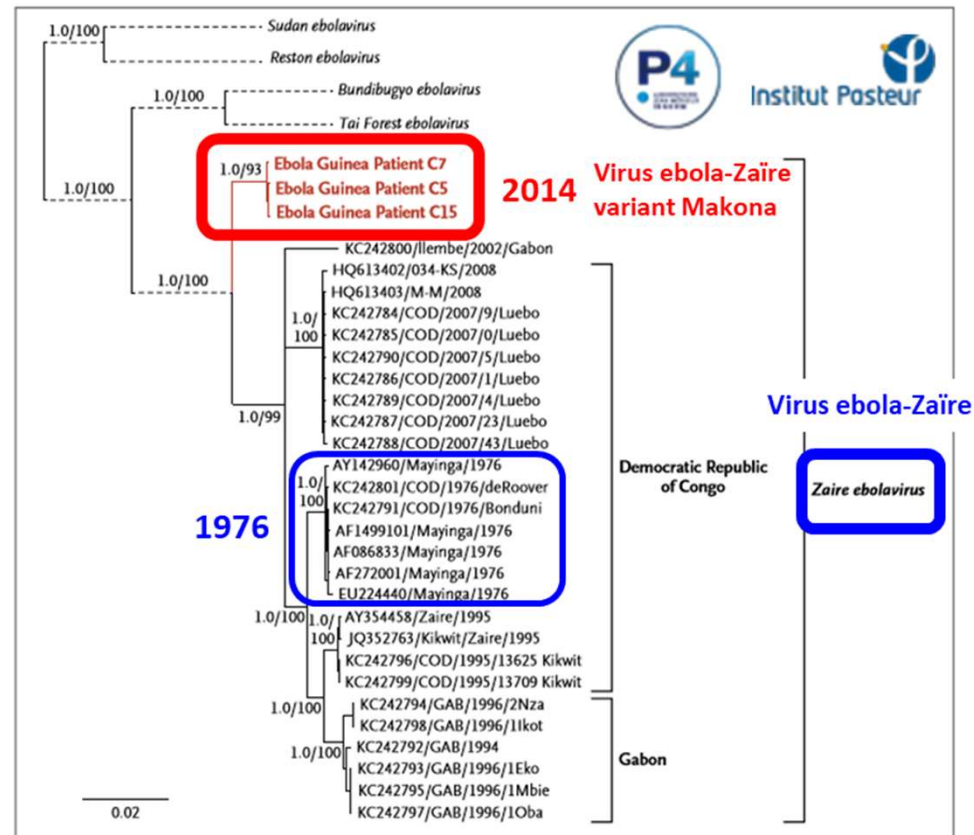 1.0/100
Sudan ebolavirus
Reston ebolavirus
P4
Institut Pasteur
1.0/100
Bundibugyo ebolavirus
Tai Forest ebolavirus
1.0/100
1.0/93
Ebola Guinea Patient C7
Ebola Guinea Patient C5
Ebola Guinea Patient C15
2014
Virus ebola-Zaïre
variant Makona
1.0/100
KC242800/Ilembe/2002/Gabon
HQ613402/034-KS/2008
HQ613403/M-M/2008
1.0/
100
KC242784/COD/2007/9/Luebo
KC242785/COD/2007/0/Luebo
KC242790/COD/2007/5/Luebo
KC242786/COD/2007/1/Luebo
KC242789/COD/2007/4/Luebo
KC242787/COD/2007/23/Luebo
KC242788/COD/2007/43/Luebo
1.0/99
Virus ebola-Zaïre
Democratic Republic
of Congo
Zaire ebolavirus
1976
1.0/
100
AY142960/Mayinga/1976
KC242801/COD/1976/deRoover
KC242791/COD/1976/Bonduni
AF1499101/Mayinga/1976
AF086833/Mayinga/1976
AF272001/Mayinga/1976
EU224440/Mayinga/1976
1.0/100
1.0/
100
AY354458/Zaire/1995
JQ352763/Kikwit/Zaire/1995
KC242796/COD/1995/13625 Kikwit
KC242799/COD/1995/13709 Kikwit
1.0/100
KC242794/GAB/1996/2Nza
KC242798/GAB/1996/1Ikot
1.0/100
KC242792/GAB/1994
KC242793/GAB/1996/1Eko
KC242795/GAB/1996/1Mbie
KC242797/GAB/1996/1Oba
Gabon
0.02